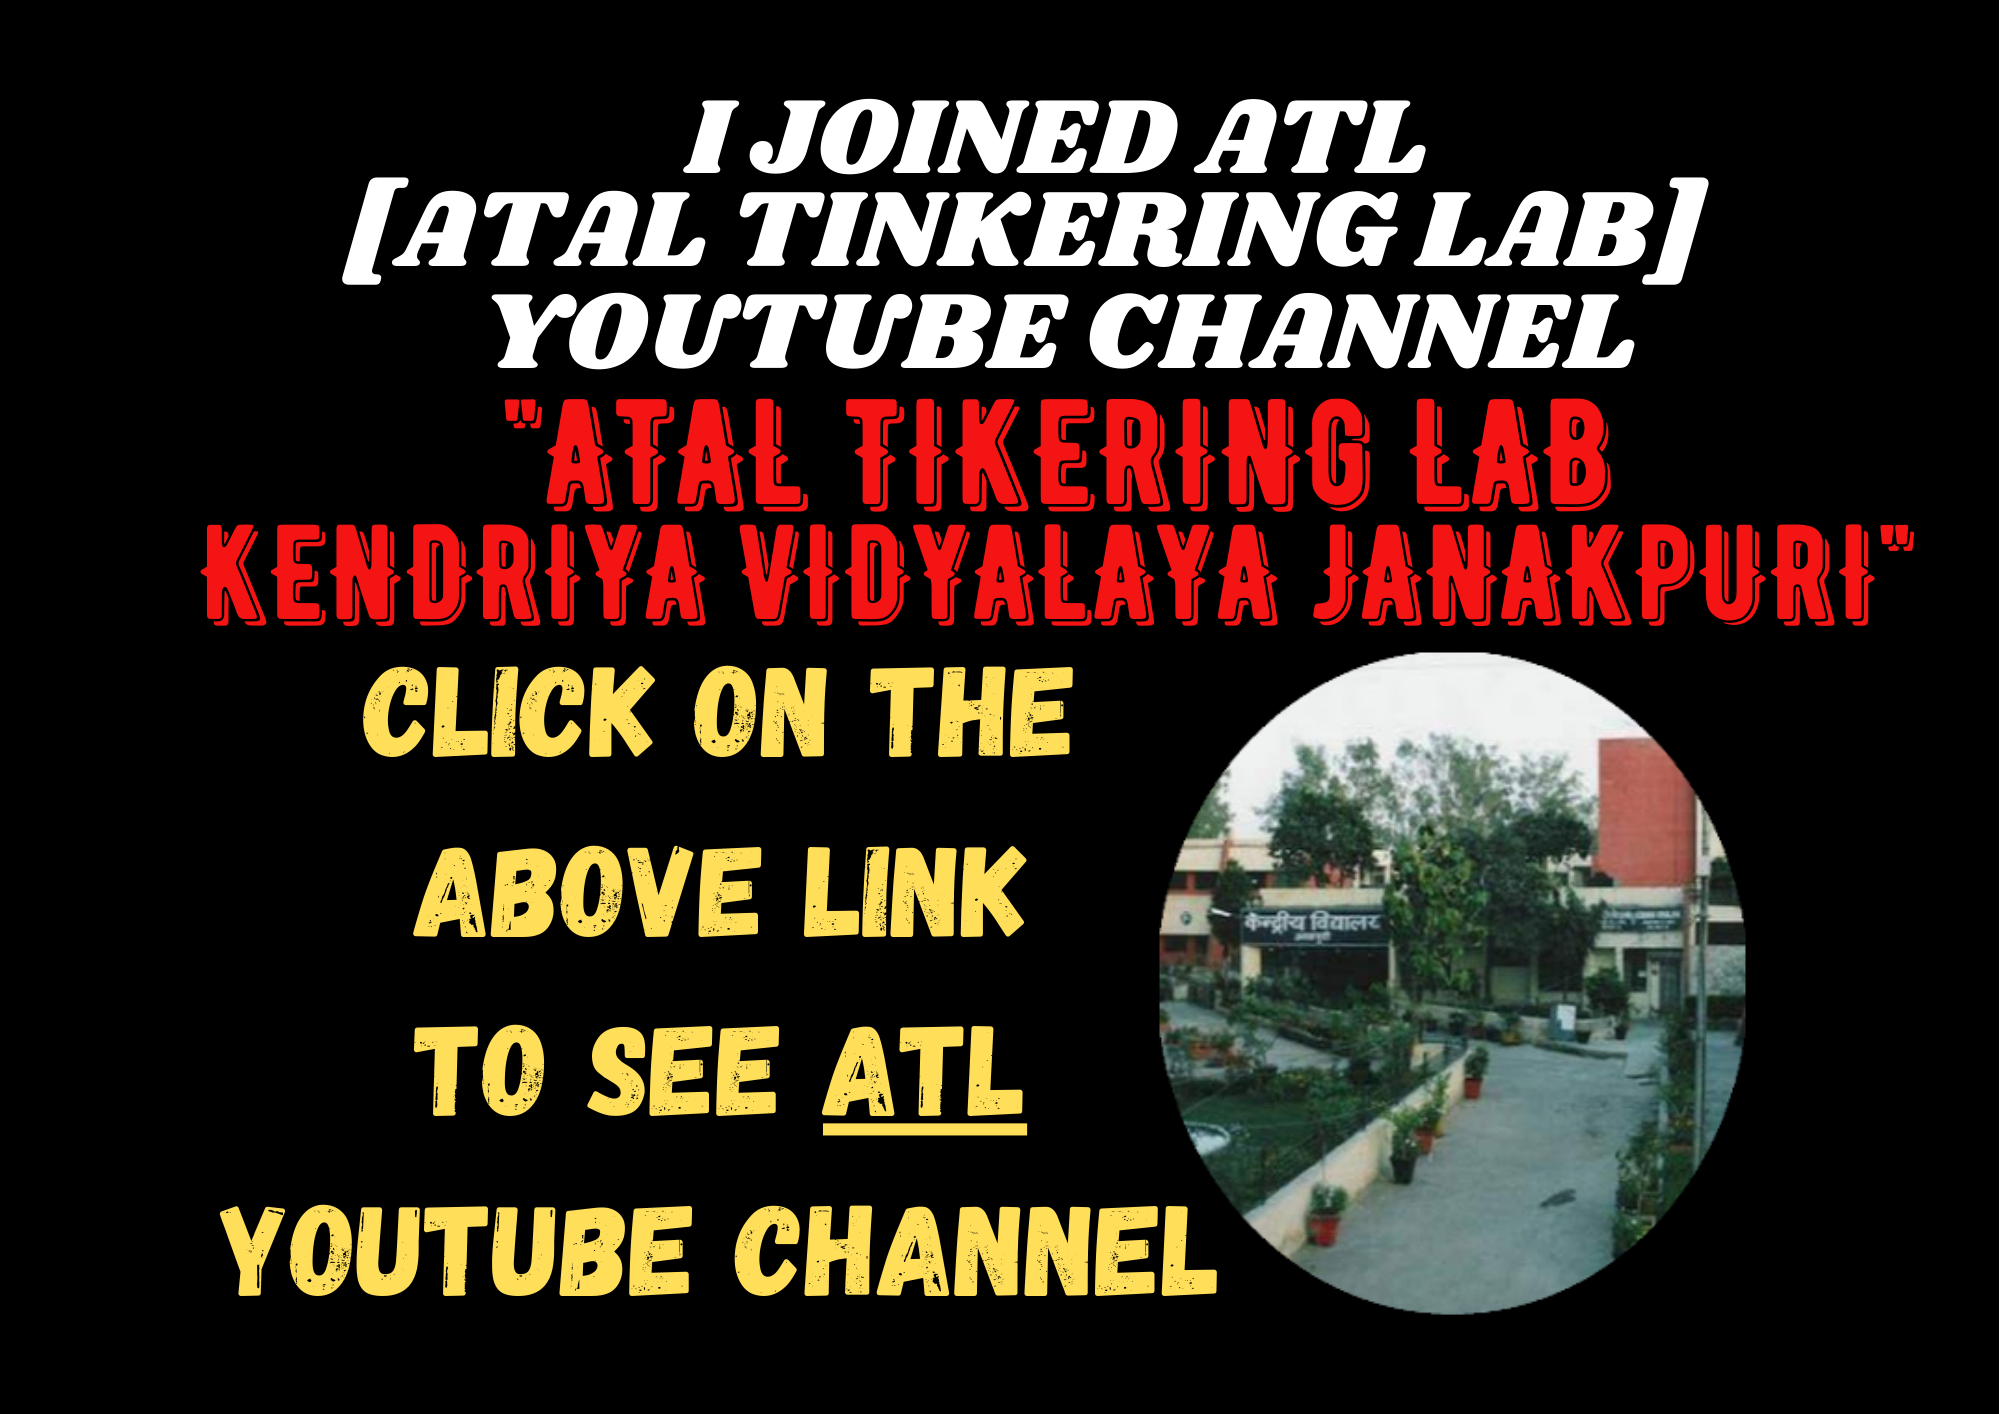 I JOINED ATL
[ATAL TINKERING LAB]
YOUTUBE CHANNEL
"ATAL TIKERING LAB
KENDRIYA VIDYALAYA JANAKPURI"
CLICK ON THE
ABOVE LINK
TO SEE ATL
YOUTUBE CHANNEL
केन्द्रीय विद्यालय